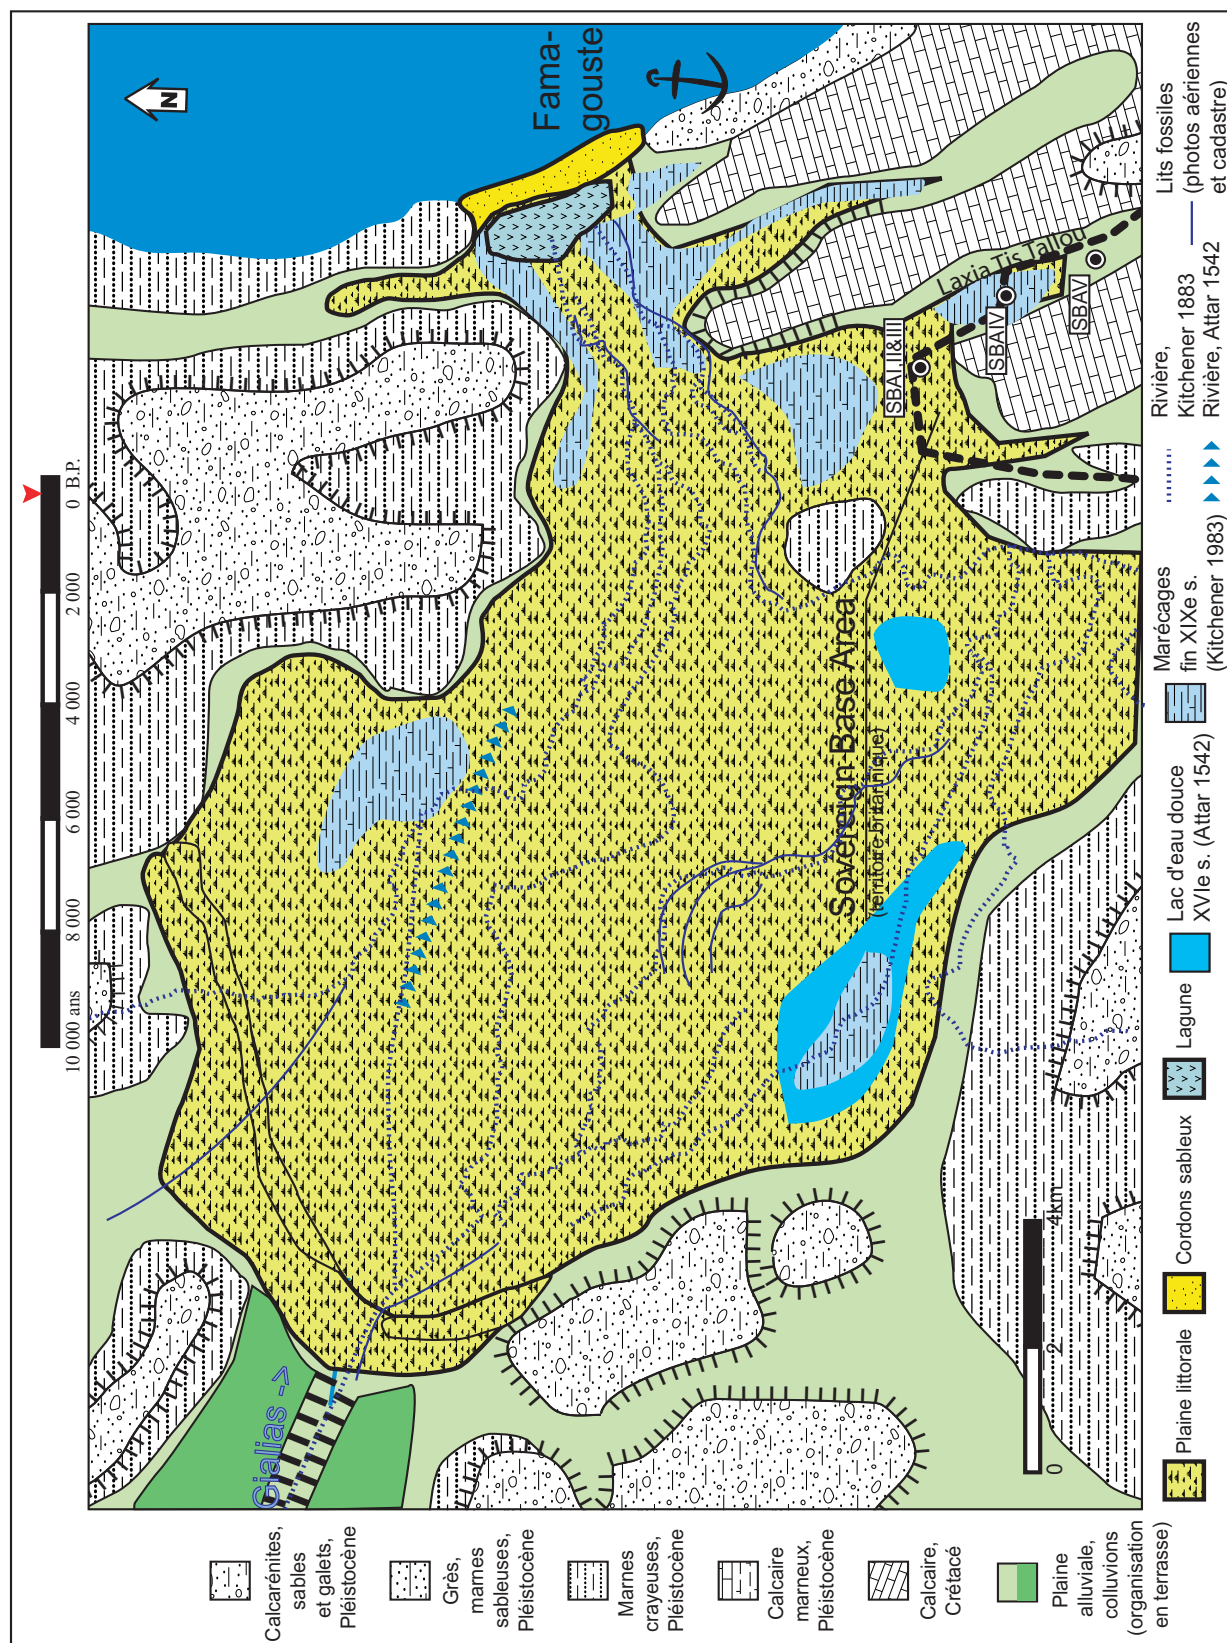 N
Fama-
gouste
10 000 ans
8 000
6 000
4 000
2 000
0 B.P.
Gialias ->
Sovereign Base Area
(territoire britannique)
Laxia Tis Tallou
SBAI, II&III
SBAIV
SBAV
0
2
4km
Calcarénites,
sables
et galets,
Pléistocène
Grès,
marnes
sableuses,
Pléistocène
Marnes
crayeuses,
Pléistocène
Calcaire
marneux,
Pléistocène
Calcaire,
Crétacé
Plaine
alluviale,
colluvions
(organisation
en terrasse)
Plaine littorale
Cordons sableux
Lagune
Lac d'eau douce
XVIe s. (Attar 1542)
Marécages
fin XIXe s.
(Kitchener 1983)
Rivière,
Kitchener 1883
Rivière, Attar 1542
Lits fossiles
(photos aériennes
et cadastre)